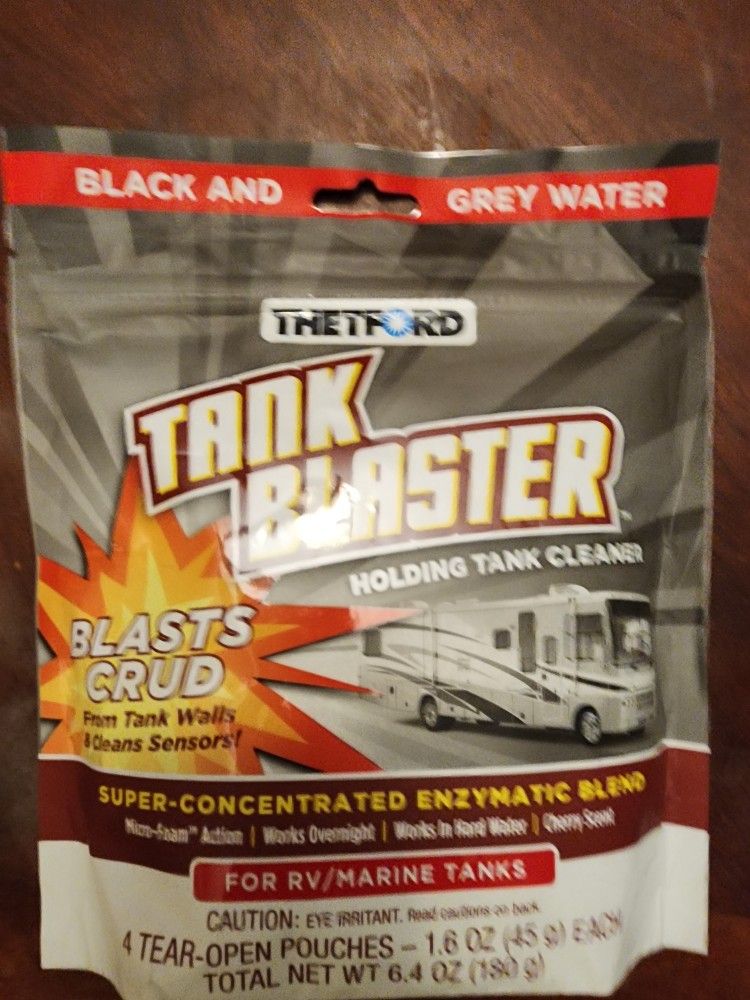 BLACK AND GREY WATER
THETFORD
TANK
BLASTER™
HOLDING TANK CLEANER
BLASTS
CRUD
From Tank Walls
& Cleans Sensors!
SUPER-CONCENTRATED ENZYMATIC BLEND
Micro-Foam™ Action | Works Overnight | Works In Hard Water | Cherry Scent
FOR RV/MARINE TANKS
CAUTION: EYE IRRITANT. Read cautions on back.
4 TEAR-OPEN POUCHES – 1.6 OZ (45 g) EACH
TOTAL NET WT 6.4 OZ (180 g)